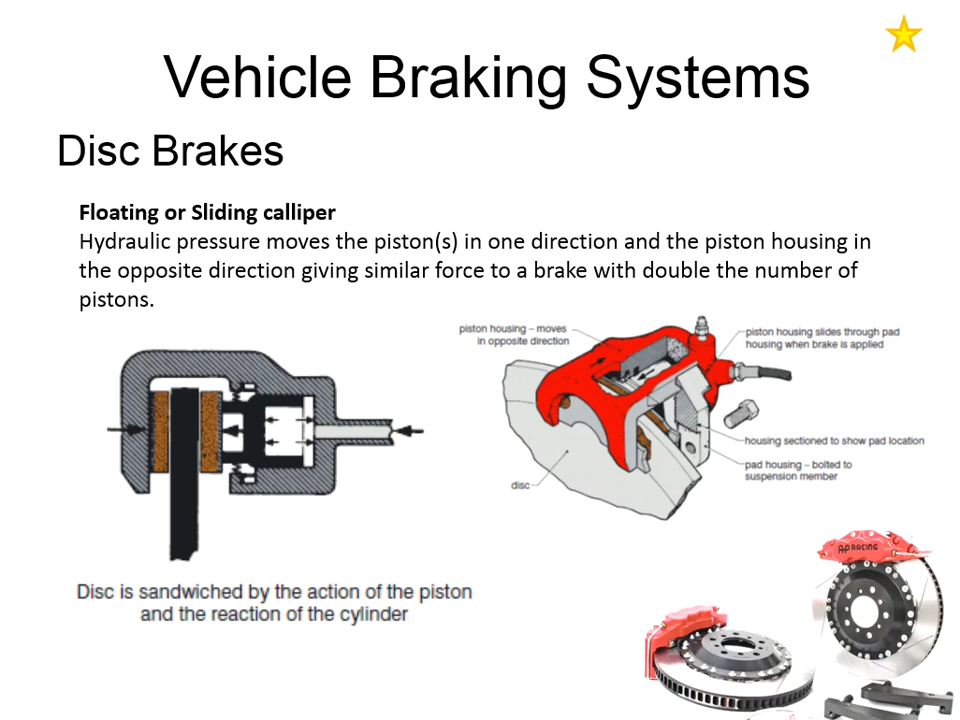 Vehicle Braking Systems
Disc Brakes
Floating or Sliding calliper
Hydraulic pressure moves the piston(s) in one direction and the piston housing in
the opposite direction giving similar force to a brake with double the number of
pistons.
piston housing – moves
in opposite direction
piston housing slides through pad
housing when brake is applied
housing sectioned to show pad location
pad housing – bolted to
suspension member
disc
Disc is sandwiched by the action of the piston
and the reaction of the cylinder
AP RACING